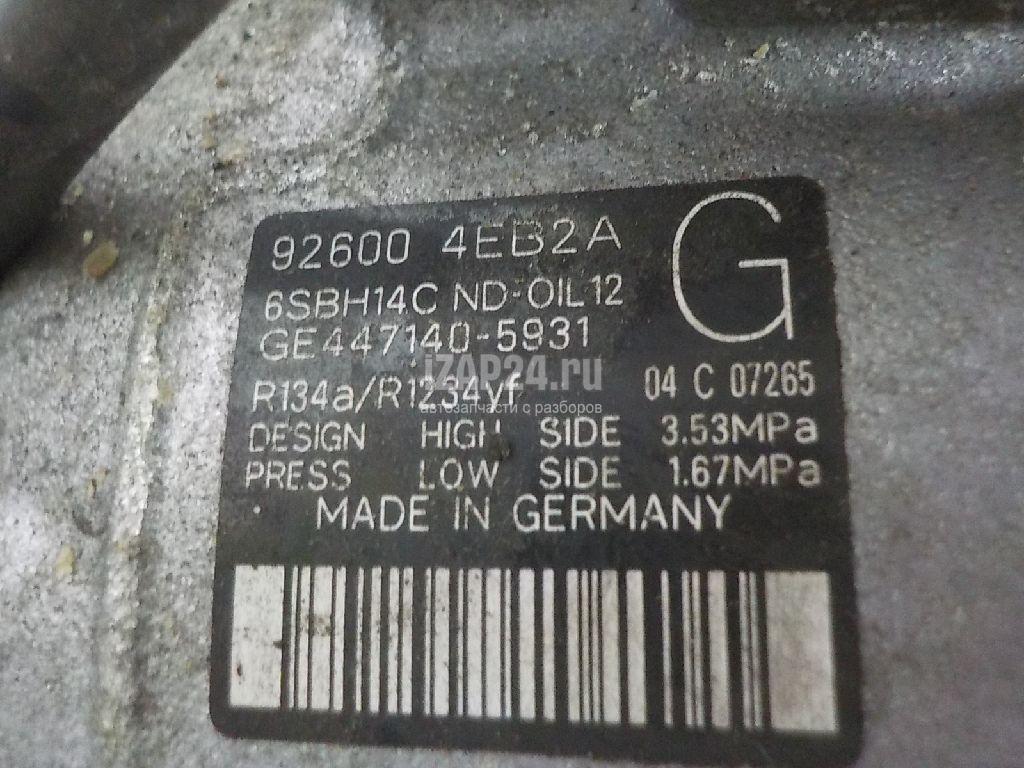 92600 4EB2A
G
6SBH14C ND-OIL12
GE447140-5931
iZAP24.ru
R134a/R1234yf 04 C 07265
автозапчасти с разборов
DESIGN HIGH SIDE 3.53MPa
PRESS LOW SIDE 1.67MPa
MADE IN GERMANY